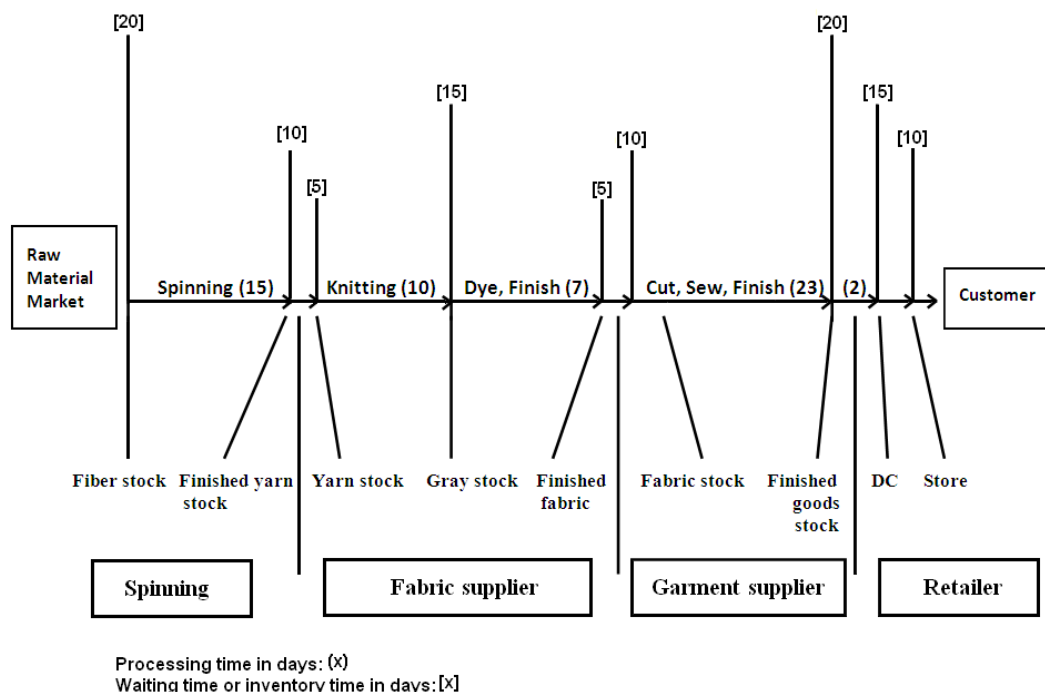 [20]
[20]
[15]
[15]
[10]
[10]
[10]
[5]
[5]
Raw
Material
Market
Spinning (15)
Knitting (10)
Dye, Finish (7)
Cut, Sew, Finish (23)
(2)
Customer
Fiber stock
Finished yarn
stock
Yarn stock
Gray stock
Finished
fabric
Fabric stock
Finished
goods
stock
DC
Store
Spinning
Fabric supplier
Garment supplier
Retailer
Processing time in days: (x)
Waiting time or inventory time in days:[x]